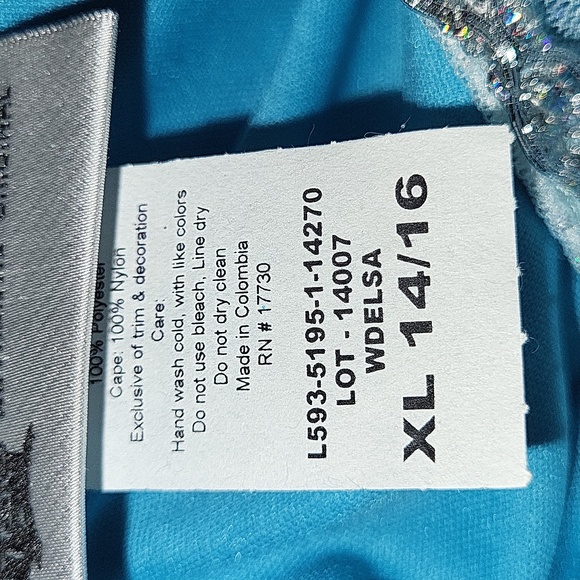 100% Polyester
Cape: 100% Nylon
Exclusive of trim & decoration
Care:
Hand wash cold, with like colors
Do not use bleach, Line dry
Do not dry clean
Made in Colombia
RN # 17730
L593-5195-1-14270
LOT - 14007
WDELSA
XL 14/16